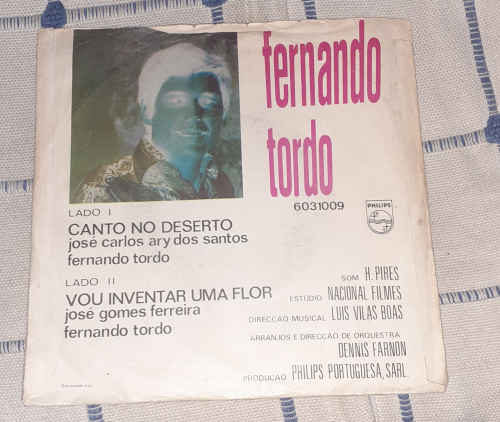 fernando
tordo
6031009
PHILIPS
LADO I
CANTO NO DESERTO
josé carlos ary dos santos
fernando tordo
LADO II
VOU INVENTAR UMA FLOR
josé gomes ferreira
fernando tordo
SOM H. PIRES
ESTUDIO NACIONAL FILMES
DIRECÇÃO MUSICAL LUIS VILAS BOAS
ARRANJOS E DIRECÇÃO DE ORQUESTRA
DENNIS FARNON
PRODUÇÃO PHILIPS PORTUGUESA, SARL.